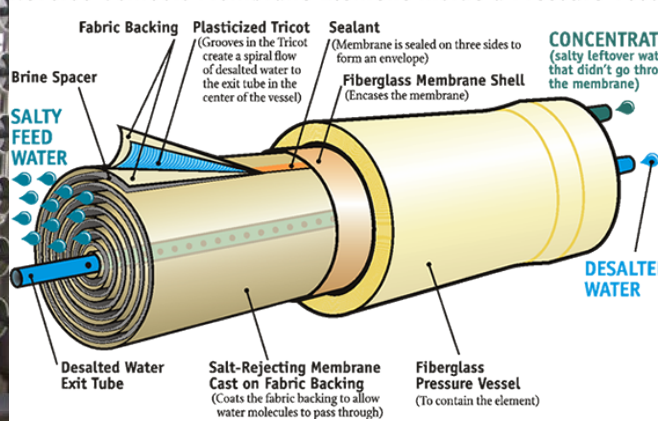 Fabric Backing
Plasticized Tricot
(Grooves in the Tricot
create a spiral flow
of desalted water to
the exit tube in the
center of the vessel)
Sealant
(Membrane is sealed on three sides to
form an envelope)
Fiberglass Membrane Shell
(Encases the membrane)
CONCENTRAT
(salty leftover wat
that didn't go thro
the membrane)
Brine Spacer
SALTY
FEED
WATER
DESALTE
WATER
Desalted Water
Exit Tube
Salt-Rejecting Membrane
Cast on Fabric Backing
(Coats the fabric backing to allow
water molecules to pass through)
Fiberglass
Pressure Vessel
(To contain the element)